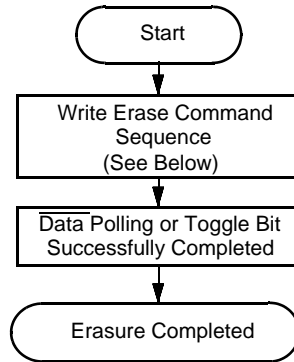 Start
Write Erase Command
Sequence
(See Below)
Data Polling or Toggle Bit
Successfully Completed
Erasure Completed